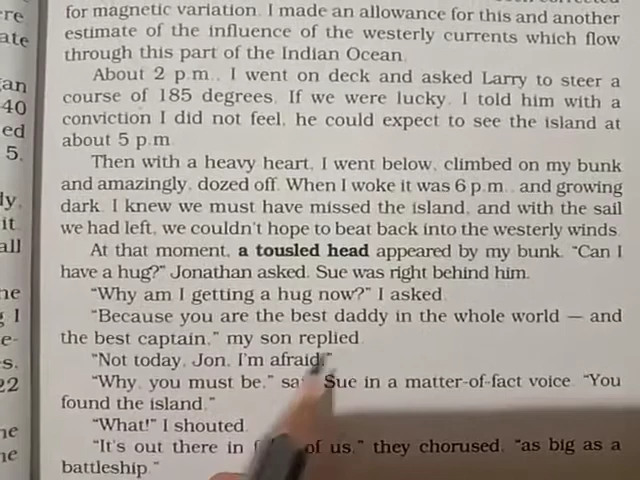 for magnetic variation. I made an allowance for this and another
estimate of the influence of the westerly currents which flow
through this part of the Indian Ocean.
About 2 p.m., I went on deck and asked Larry to steer a
course of 185 degrees. If we were lucky, I told him with a
conviction I did not feel, he could expect to see the island at
about 5 p.m
Then with a heavy heart, I went below, climbed on my bunk
and amazingly, dozed off. When I woke it was 6 p.m., and growing
dark. I knew we must have missed the island, and with the sail
we had left, we couldn't hope to beat back into the westerly winds.
At that moment, a tousled head appeared by my bunk. "Can I
have a hug?" Jonathan asked. Sue was right behind him.
"Why am I getting a hug now?" I asked.
"Because you are the best daddy in the whole world — and
the best captain," my son replied.
"Not today, Jon, I'm afraid."
"Why, you must be," Sue in a matter-of-fact voice. "You
found the island."
"What!" I shouted.
"It's out there in of us," they chorused, "as big as a
battleship."